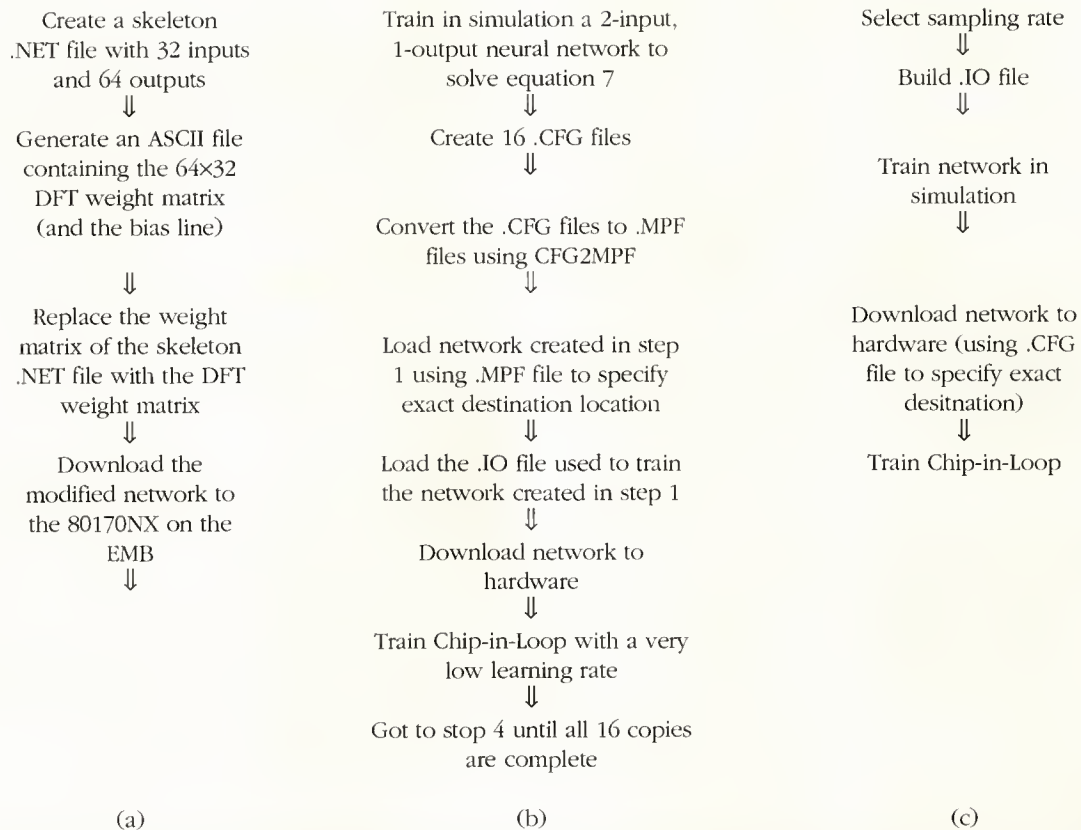 Create a skeleton
.NET file with 32 inputs
and 64 outputs
⇓
Generate an ASCII file
containing the 64×32
DFT weight matrix
(and the bias line)
⇓
Replace the weight
matrix of the skeleton
.NET file with the DFT
weight matrix
⇓
Download the
modified network to
the 80170NX on the
EMB
⇓
(a)
Train in simulation a 2-input,
1-output neural network to
solve equation 7
⇓
Create 16 .CFG files
⇓
Convert the .CFG files to .MPF
files using CFG2MPF
⇓
Load network created in step
1 using .MPF file to specify
exact destination location
⇓
Load the .IO file used to train
the network created in step 1
⇓
Download network to
hardware
⇓
Train Chip-in-Loop with a very
low learning rate
⇓
Got to stop 4 until all 16 copies
are complete
(b)
Select sampling rate
⇓
Build .IO file
⇓
Train network in
simulation
⇓
Download network to
hardware (using .CFG
file to specify exact
desitnation)
⇓
Train Chip-in-Loop
(c)